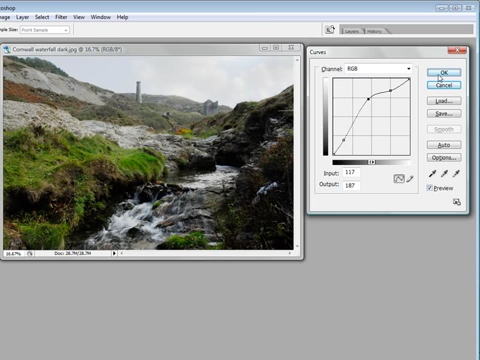 otoshop
mage Layer Select Filter View Window Help
ple Size: Point Sample
Layers History
Cornwall waterfall dark.jpg @ 16.7% (RGB/8*)
16.67% Doc: 28.7M/28.7M
Curves
Channel: RGB
OK
Cancel
Load...
Save...
Smooth
Auto
Options...
Input: 117
Output: 187
Preview